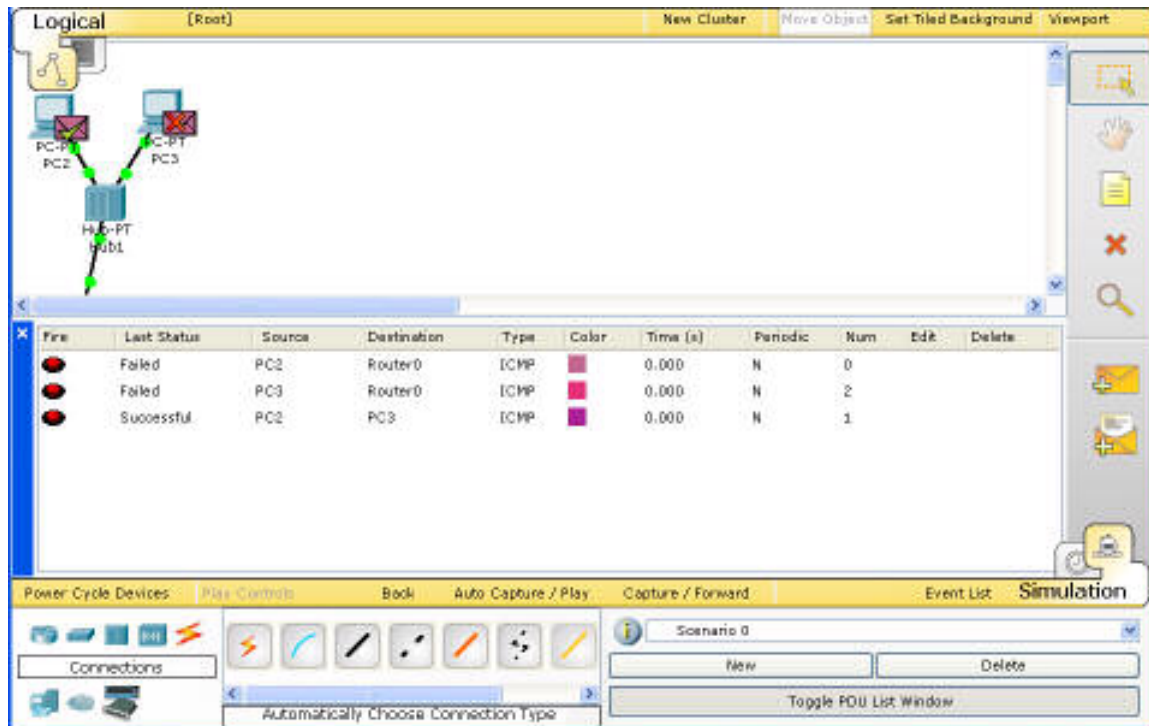 Logical [Root] New Cluster Move Object Set Tiled Background Viewport
PC-PT
PC2
PC-PT
PC3
Hub-PT
Hub1
Fire Last Status Source Destination Type Color Time (s) Periodic Num Edit Delete
Failed PC2 Router0 ICMP 0.000 N 0
Failed PC3 Router0 ICMP 0.000 N 2
Successful PC2 PC3 ICMP 0.000 N 1
Power Cycle Devices Play Controls Back Auto Capture / Play Capture / Forward Event List Simulation
Scenario 0
Connections
New Delete
Toggle PDU List Window
Automatically Choose Connection Type